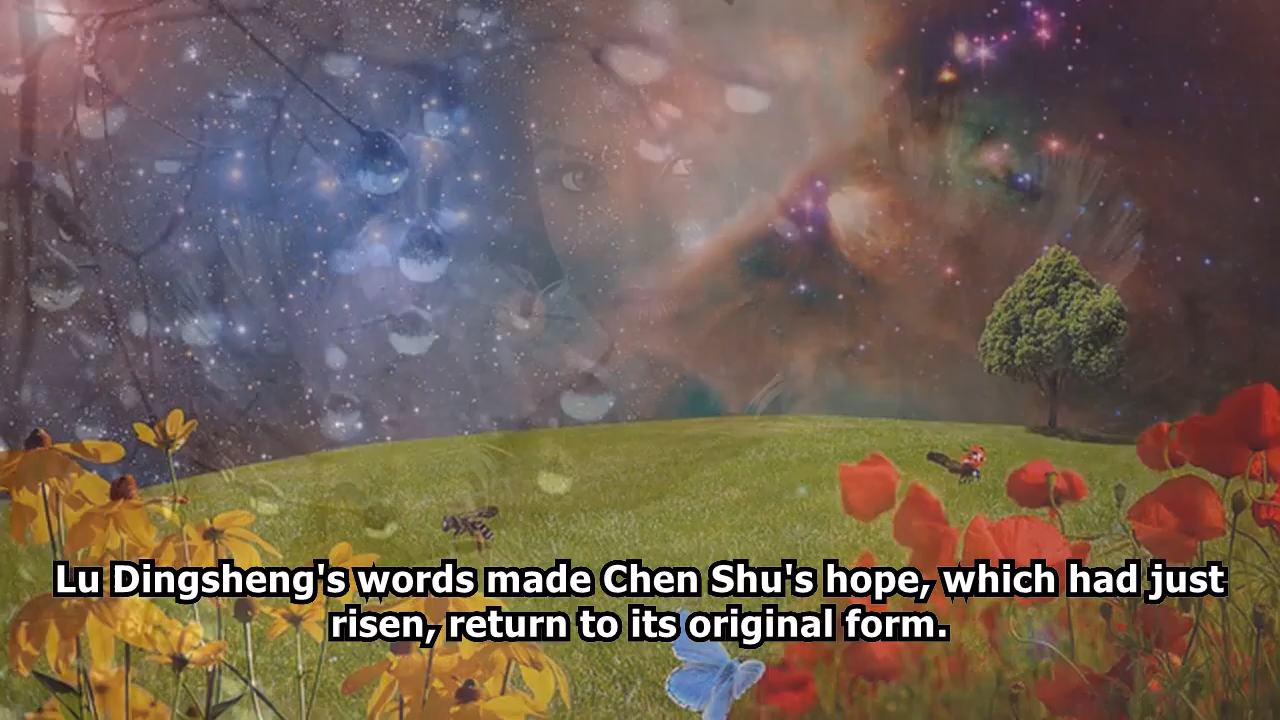 Lu Dingsheng's words made Chen Shu's hope, which had just
risen, return to its original form.